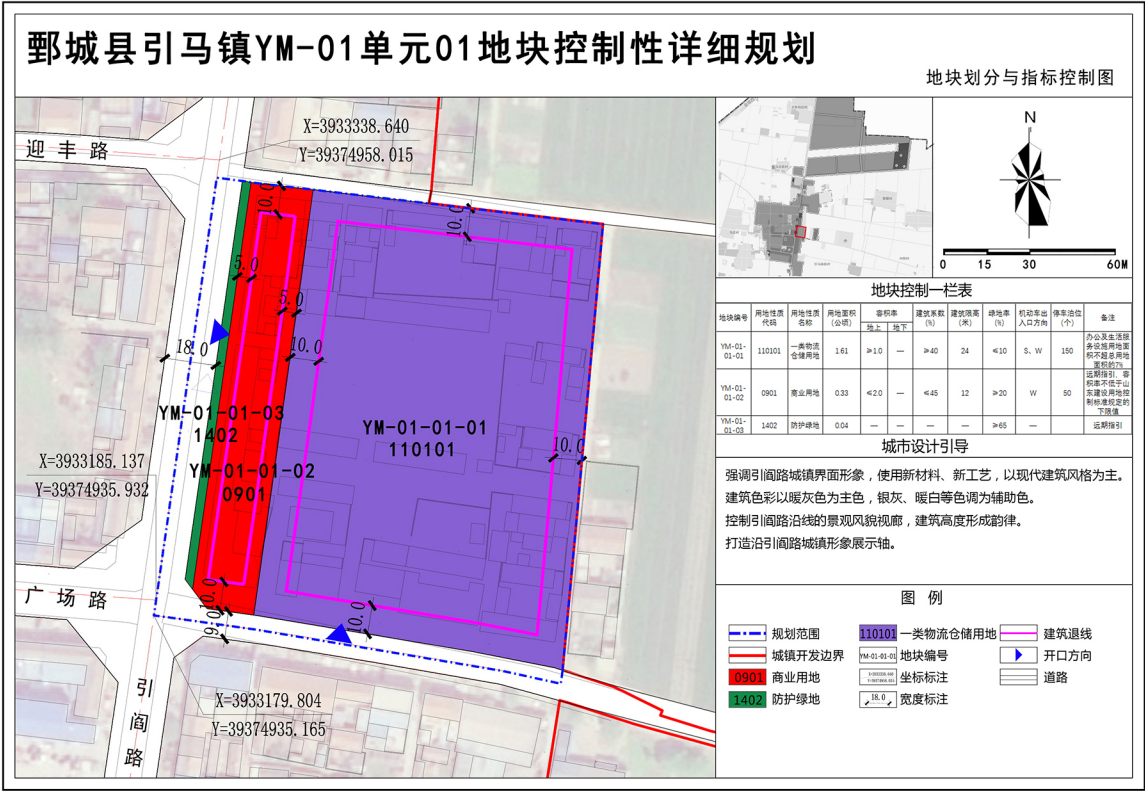 鄄城县引马镇YM-01单元01地块控制性详细规划
地块划分与指标控制图
迎丰路
X=3933338.640
Y=39374958.015
10.0
10.0
5.0
5.0
10.0
18.0
YM-01-01-03
1402
YM-01-01-02
0901
YM-01-01-01
110101
10.0
X=3933185.137
Y=39374935.932
广场路
10.0
9.0
10.0
引阎路
X=3933179.804
Y=39374935.165
N
0 15 30 60M
地块控制一栏表
地块编号 用地性质代码 用地性质名称 用地面积(公顷) 容积率 地上 地下 建筑系数(%) 建筑限高(米) 绿地率(%) 机动车出入口方向 停车泊位(个) 备注
YM-01-01-01 110101 一类物流仓储用地 1.61 ≥1.0 — ≥40 24 ≤10 S、W 150 办公及生活服务设施用地面积不超总用地面积的7%
YM-01-01-02 0901 商业用地 0.33 ≤2.0 — ≤45 12 ≥20 W 50 远期指引，容积率不低于山东建设用地控制标准规定的下限值
YM-01-01-03 1402 防护绿地 0.04 — — — — ≥65 — 远期指引
城市设计引导
强调引阎路城镇界面形象，使用新材料、新工艺，以现代建筑风格为主。
建筑色彩以暖灰色为主色，银灰、暖白等色调为辅助色。
控制引阎路沿线的景观风貌视廊，建筑高度形成韵律。
打造沿引阎路城镇形象展示轴。
图 例
规划范围 110101 一类物流仓储用地 建筑退线
城镇开发边界 YM-01-01-01 地块编号 开口方向
0901 商业用地 X=3933338.640 Y=39374958.015 坐标标注 道路
1402 防护绿地 18.0 宽度标注